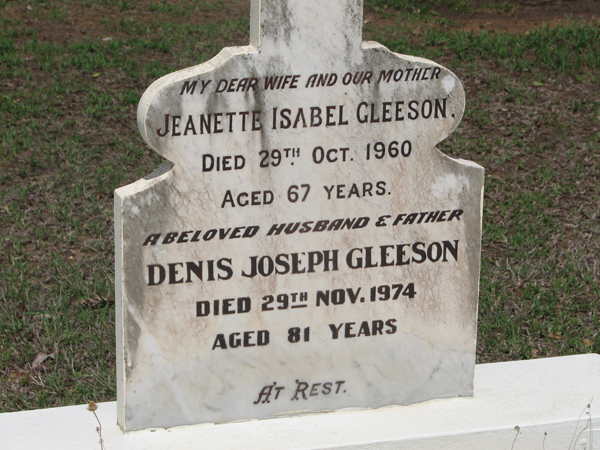 MY DEAR WIFE AND OUR MOTHER
JEANETTE ISABEL GLEESON.
DIED 29TH. OCT. 1960
AGED 67 YEARS.
A BELOVED HUSBAND & FATHER
DENIS JOSEPH GLEESON
DIED 29TH NOV. 1974
AGED 81 YEARS
AT REST.